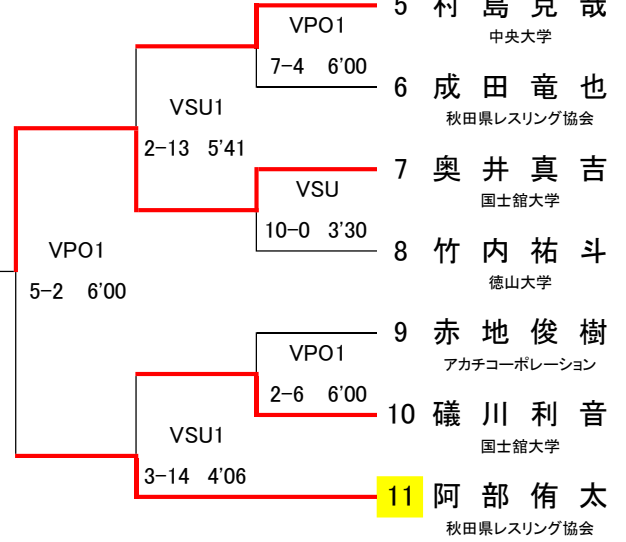 5 村島克哉
中央大学
VPO1
7-4 6'00
6 成田竜也
秋田県レスリング協会
VSU1
2-13 5'41
7 奥井真吉
国士舘大学
VSU
10-0 3'30
8 竹内祐斗
徳山大学
VPO1
5-2 6'00
9 赤地俊樹
アカチコーポレーション
VPO1
2-6 6'00
10 礒川利音
国士舘大学
VSU1
3-14 4'06
11 阿部侑太
秋田県レスリング協会